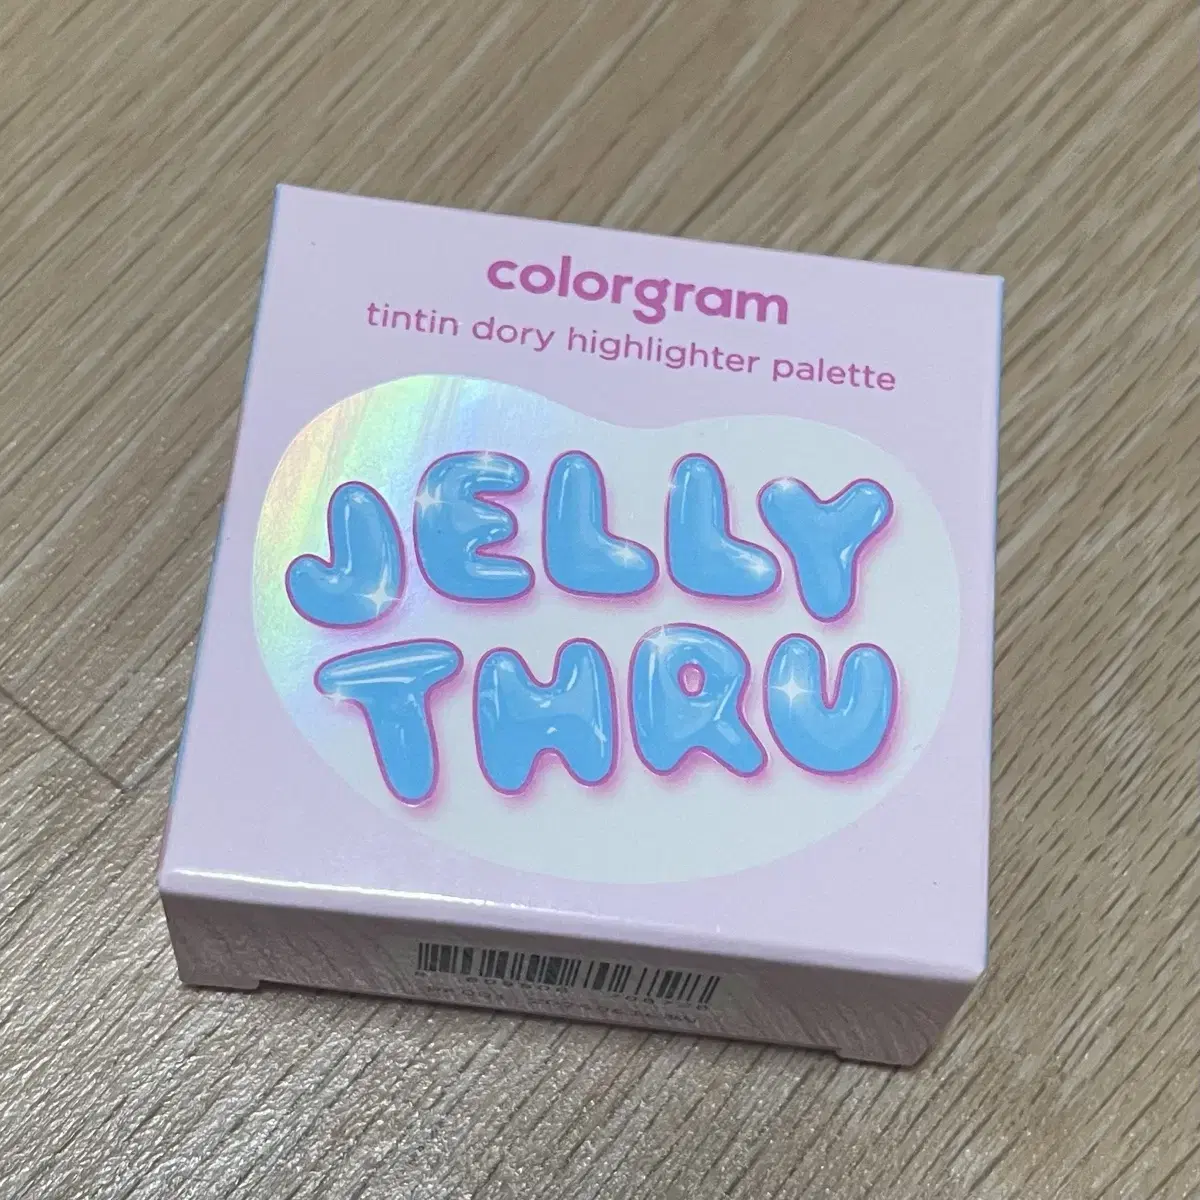 colorgram
tintin dory highlighter palette
JELLY
THRU